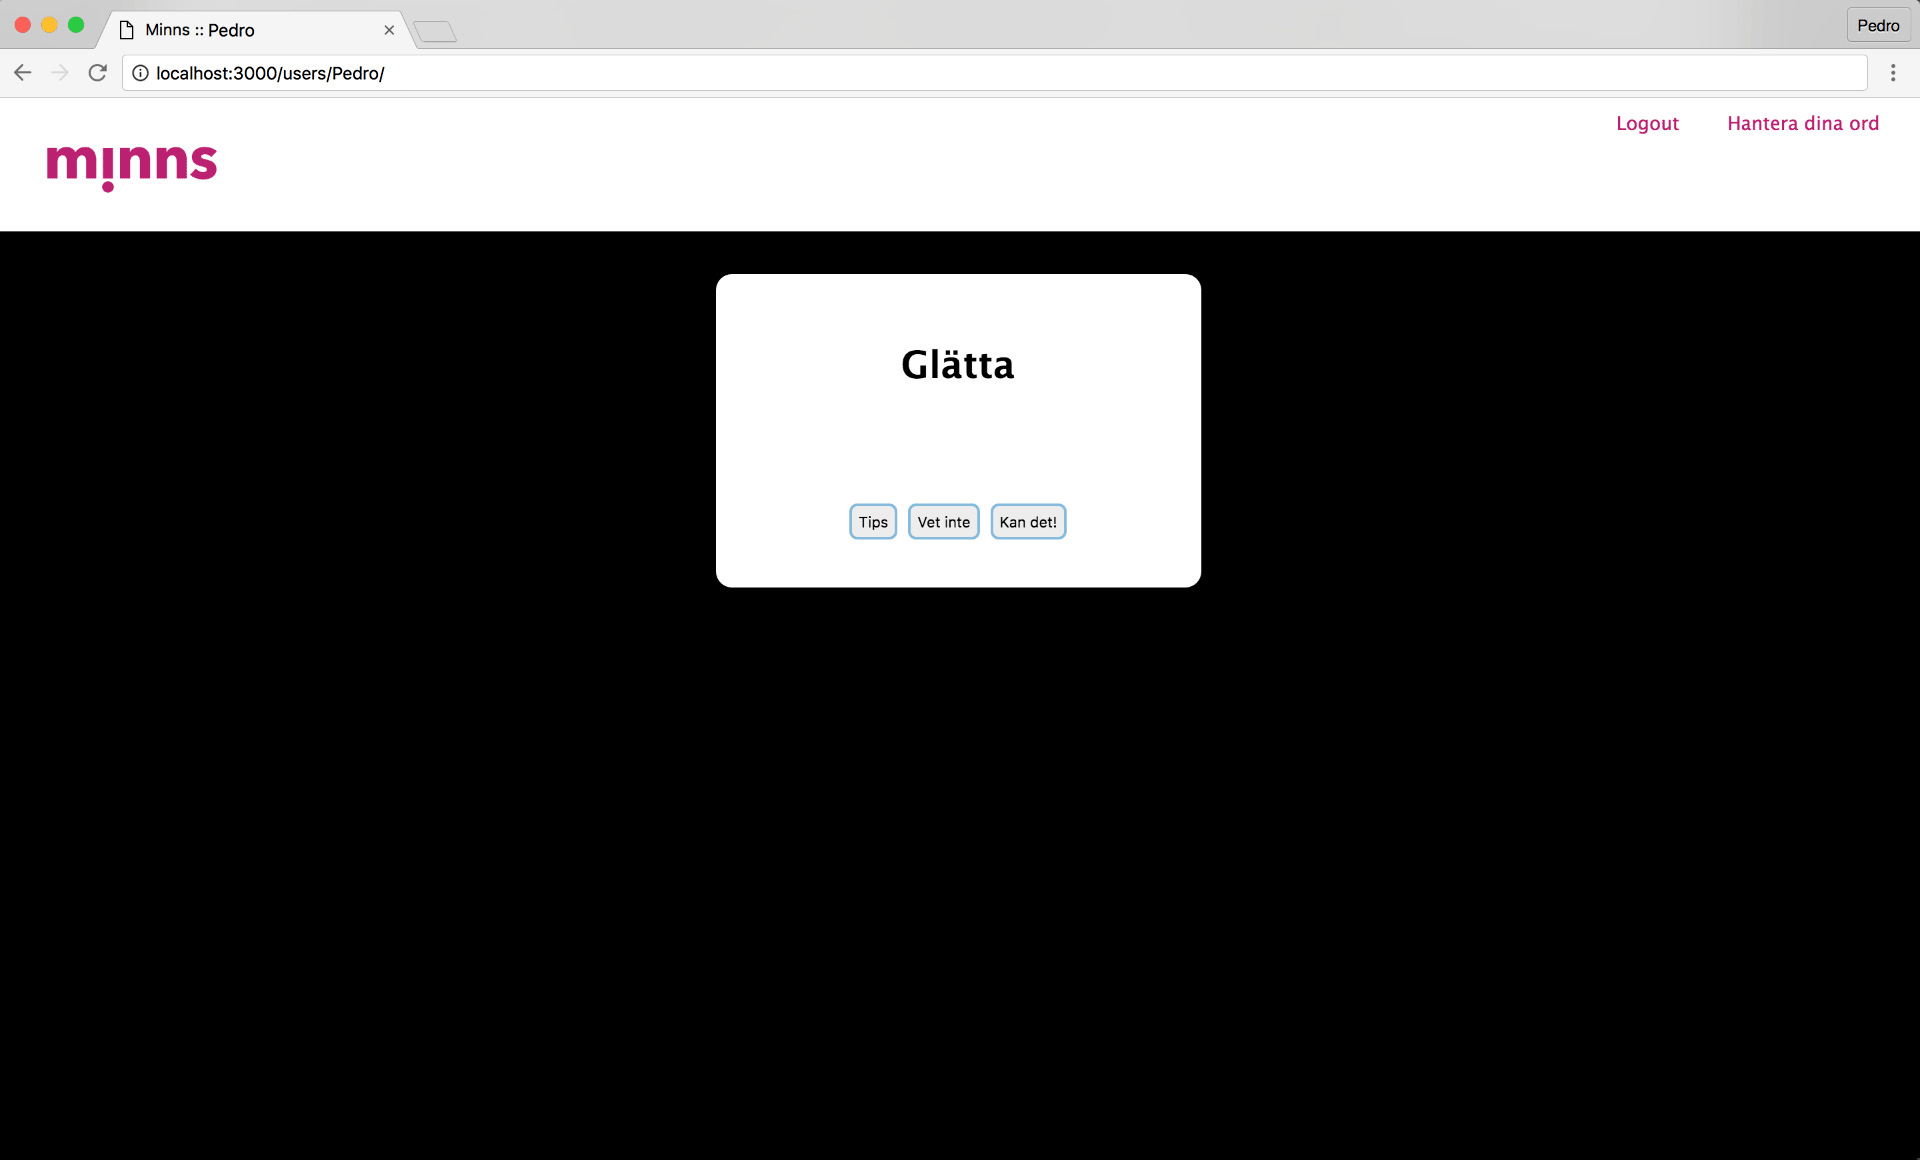 Minns :: Pedro
Pedro
localhost:3000/users/Pedro/
Logout
Hantera dina ord
minns
Glätta
Tips
Vet inte
Kan det!